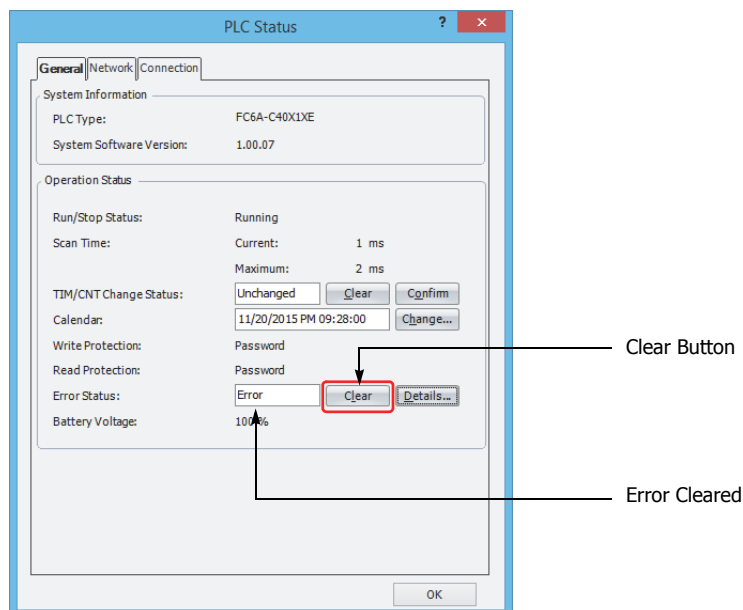 PLC Status
? ×
General Network Connection
System Information
PLC Type: FC6A-C40X1XE
System Software Version: 1.00.07
Operation Status
Run/Stop Status: Running
Scan Time: Current: 1 ms
Maximum: 2 ms
TIM/CNT Change Status: Unchanged Clear Confirm
Calendar: 11/20/2015 PM 09:28:00 Change...
Write Protection: Password
Clear Button
Read Protection: Password
Error Status: Error Clear Details...
Battery Voltage: 100 %
Error Cleared
OK